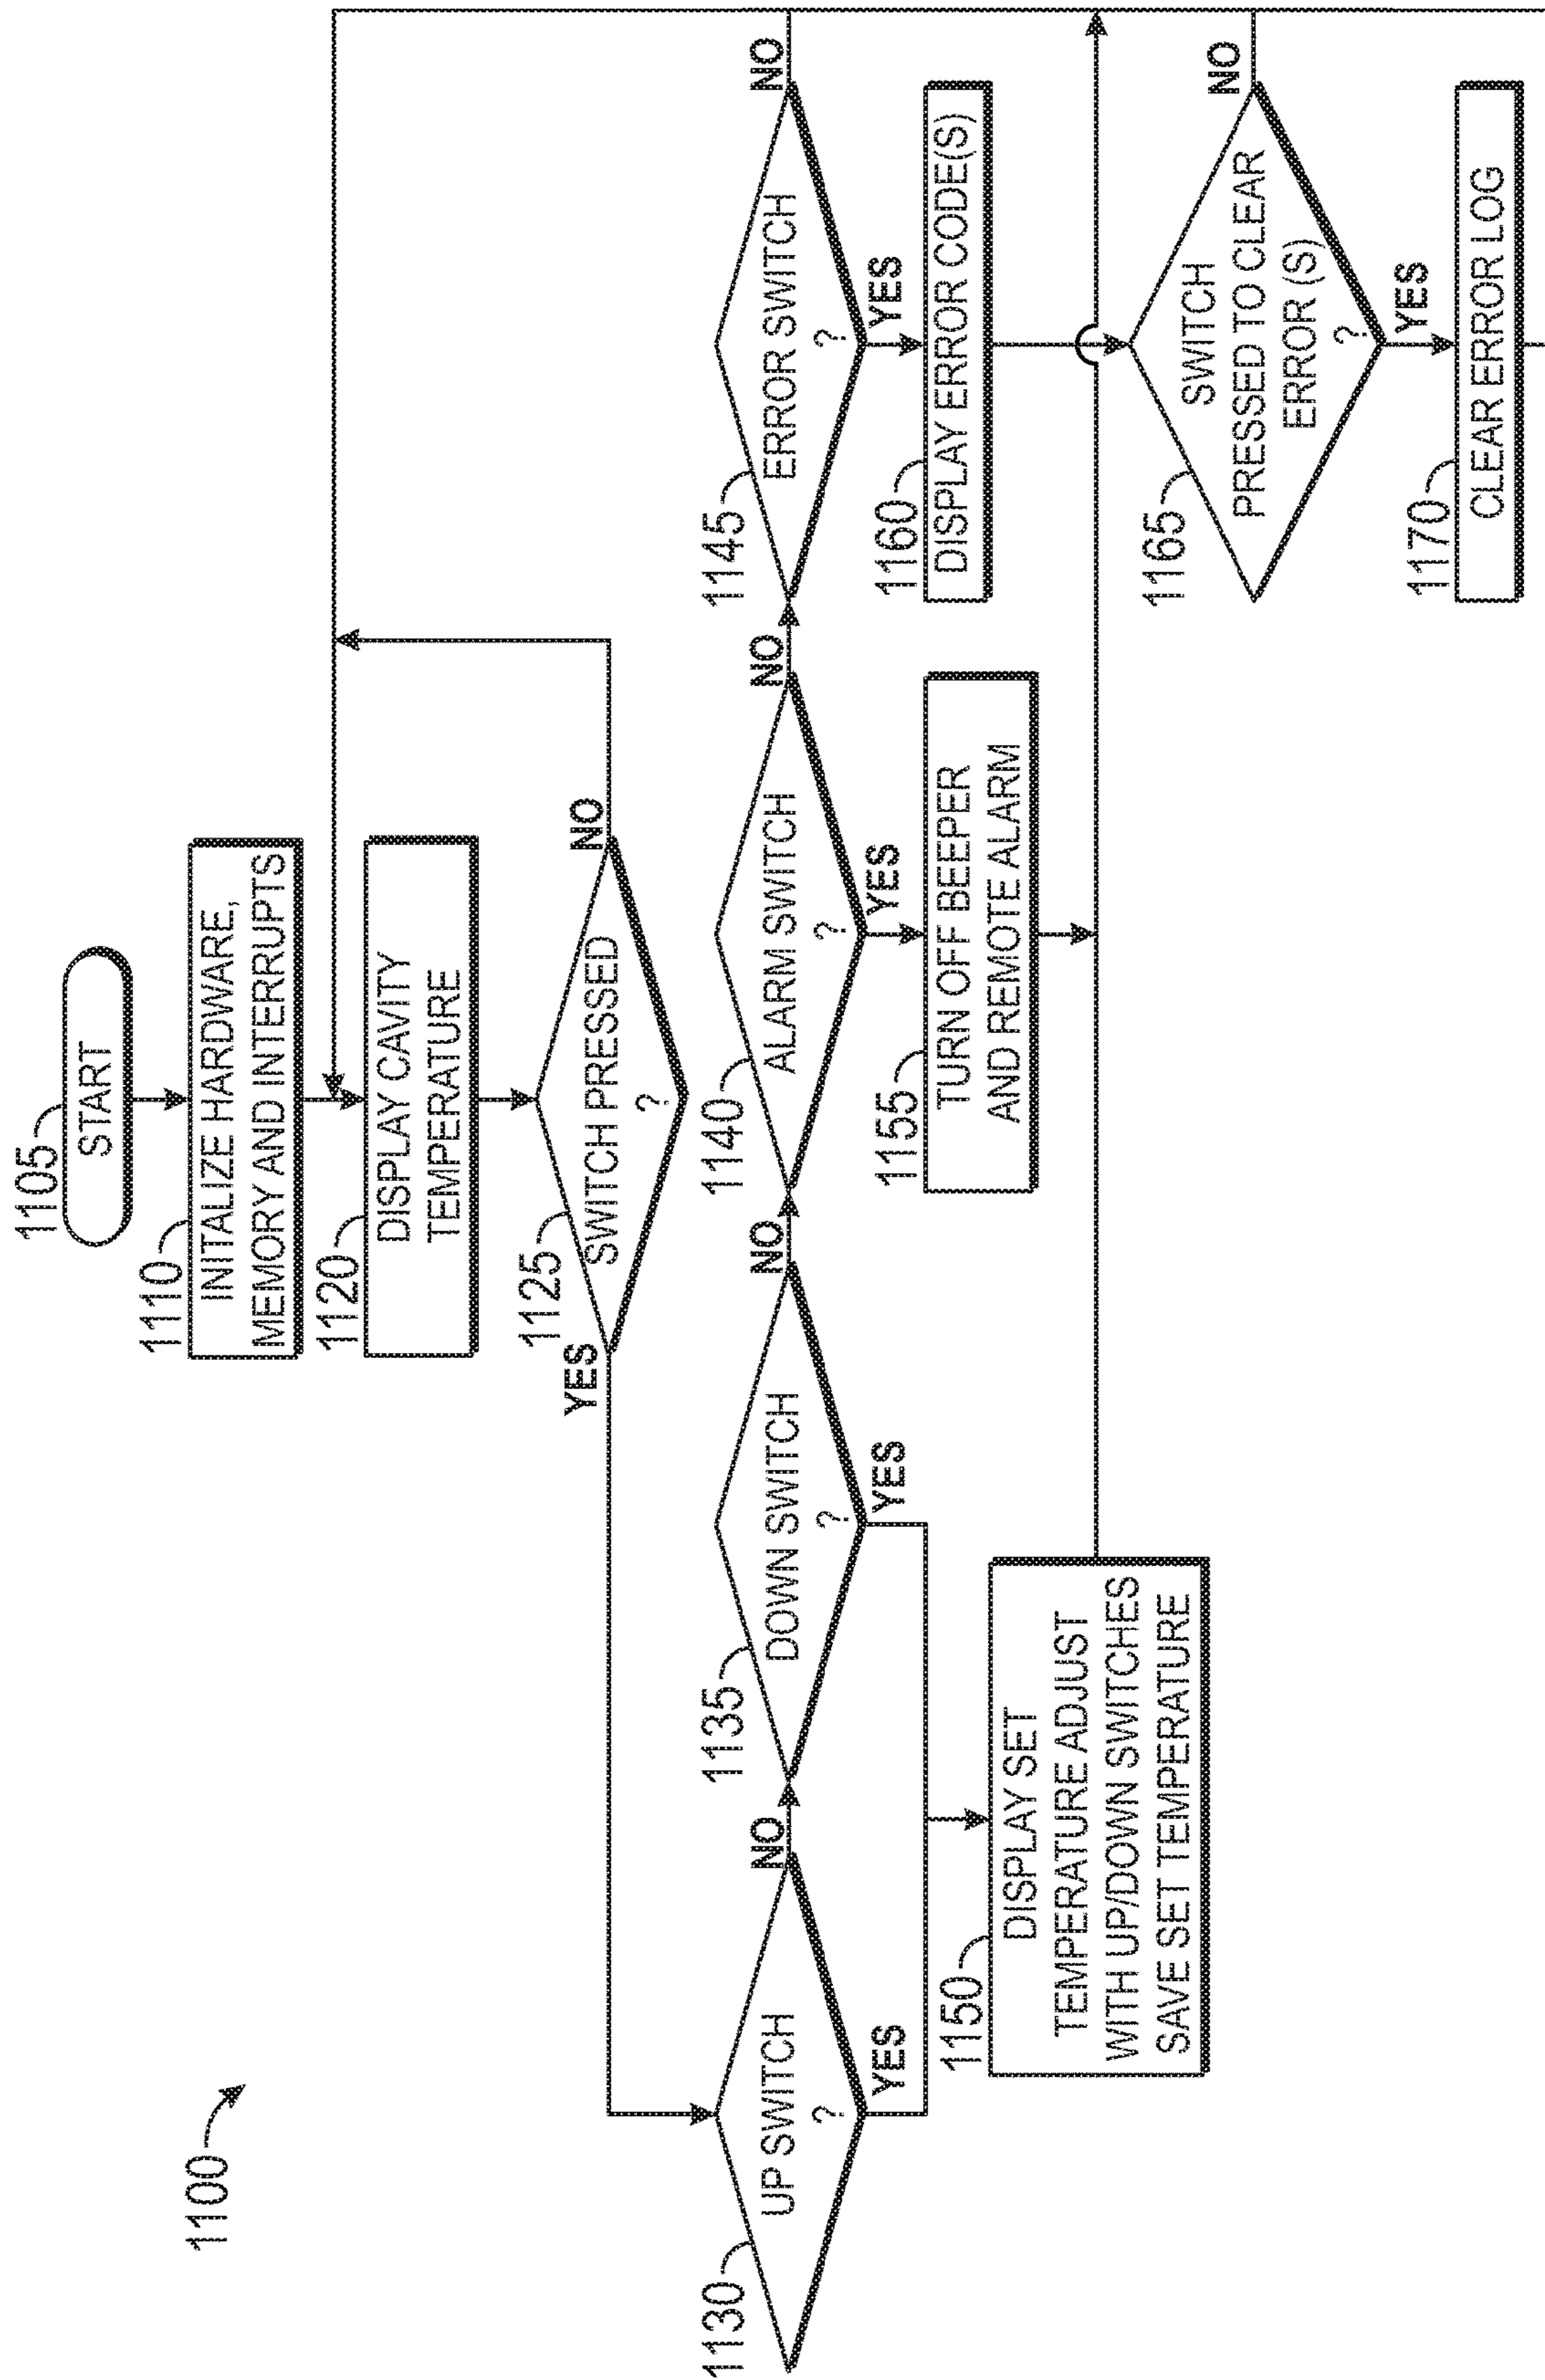 1100
1105
START
1110
INITALIZE HARDWARE,
MEMORY AND INTERRUPTS
1120
DISPLAY CAVITY
TEMPERATURE
1125
SWITCH PRESSED
?
YES
NO
1130
UP SWITCH
?
NO
YES
1135
DOWN SWITCH
?
NO
YES
1140
ALARM SWITCH
?
NO
YES
1145
ERROR SWITCH
?
NO
YES
1150
DISPLAY SET
TEMPERATURE ADJUST
WITH UP/DOWN SWITCHES
SAVE SET TEMPERATURE
1155
TURN OFF BEEPER
AND REMOTE ALARM
1160
DISPLAY ERROR CODE(S)
1165
SWITCH
PRESSED TO CLEAR
ERROR (S)
?
NO
YES
1170
CLEAR ERROR LOG